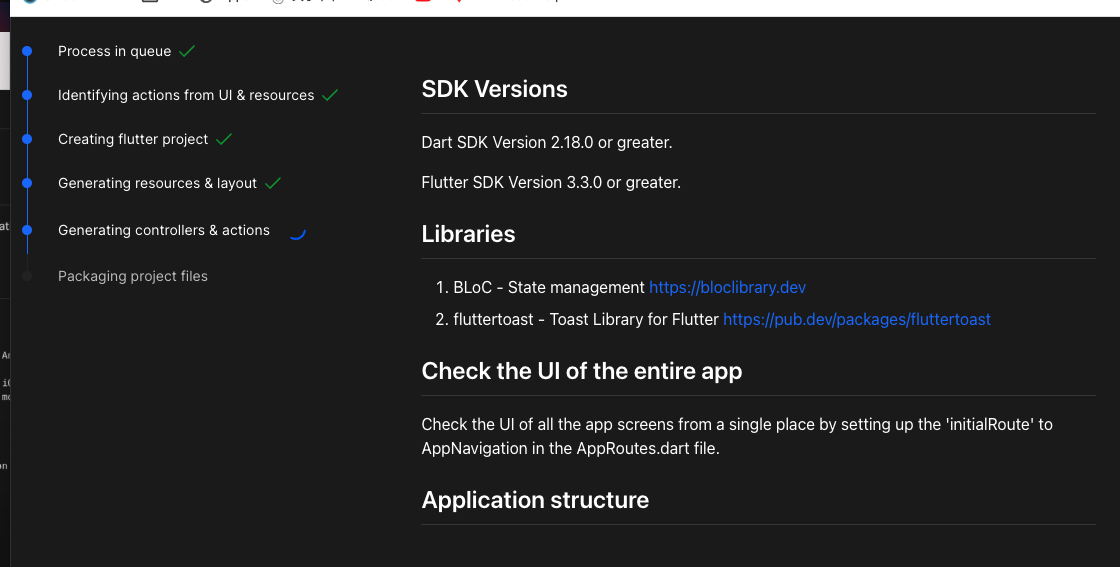 Process in queue
Identifying actions from UI & resources
Creating flutter project
Generating resources & layout
Generating controllers & actions
Packaging project files
SDK Versions
Dart SDK Version 2.18.0 or greater.
Flutter SDK Version 3.3.0 or greater.
Libraries
1. BLoC - State management https://bloclibrary.dev
2. fluttertoast - Toast Library for Flutter https://pub.dev/packages/fluttertoast
Check the UI of the entire app
Check the UI of all the app screens from a single place by setting up the 'initialRoute' to
AppNavigation in the AppRoutes.dart file.
Application structure